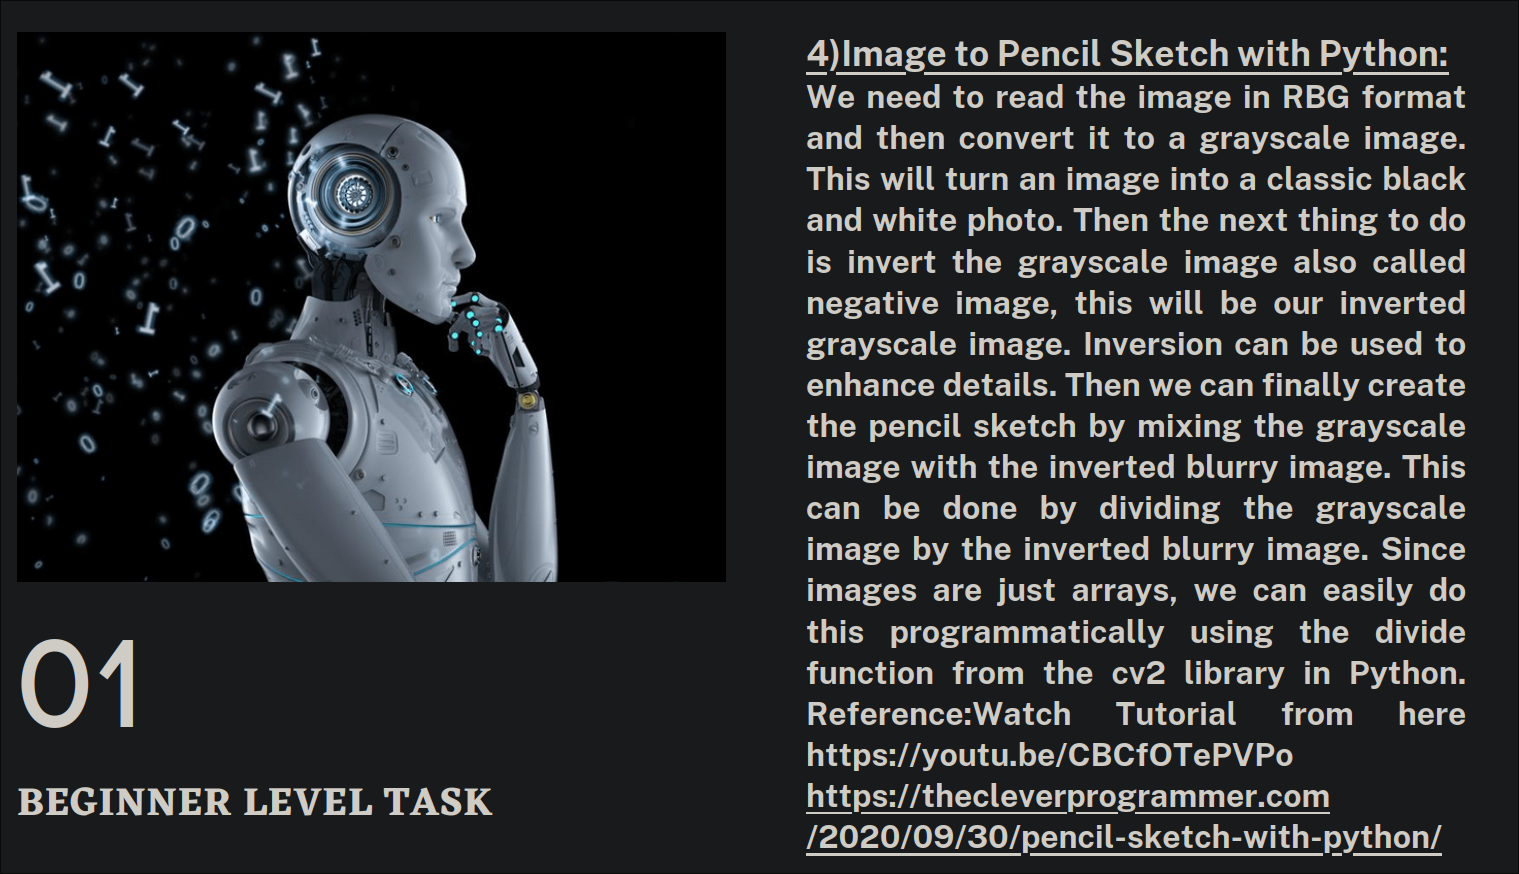 4)Image to Pencil Sketch with Python:
We need to read the image in RBG format
and then convert it to a grayscale image.
This will turn an image into a classic black
and white photo. Then the next thing to do
is invert the grayscale image also called
negative image, this will be our inverted
grayscale image. Inversion can be used to
enhance details. Then we can finally create
the pencil sketch by mixing the grayscale
image with the inverted blurry image. This
can be done by dividing the grayscale
image by the inverted blurry image. Since
images are just arrays, we can easily do
this programmatically using the divide
function from the cv2 library in Python.
Reference:Watch Tutorial from here
https://youtu.be/CBCfOTePVPo
https://thecleverprogrammer.com
/2020/09/30/pencil-sketch-with-python/
01
BEGINNER LEVEL TASK